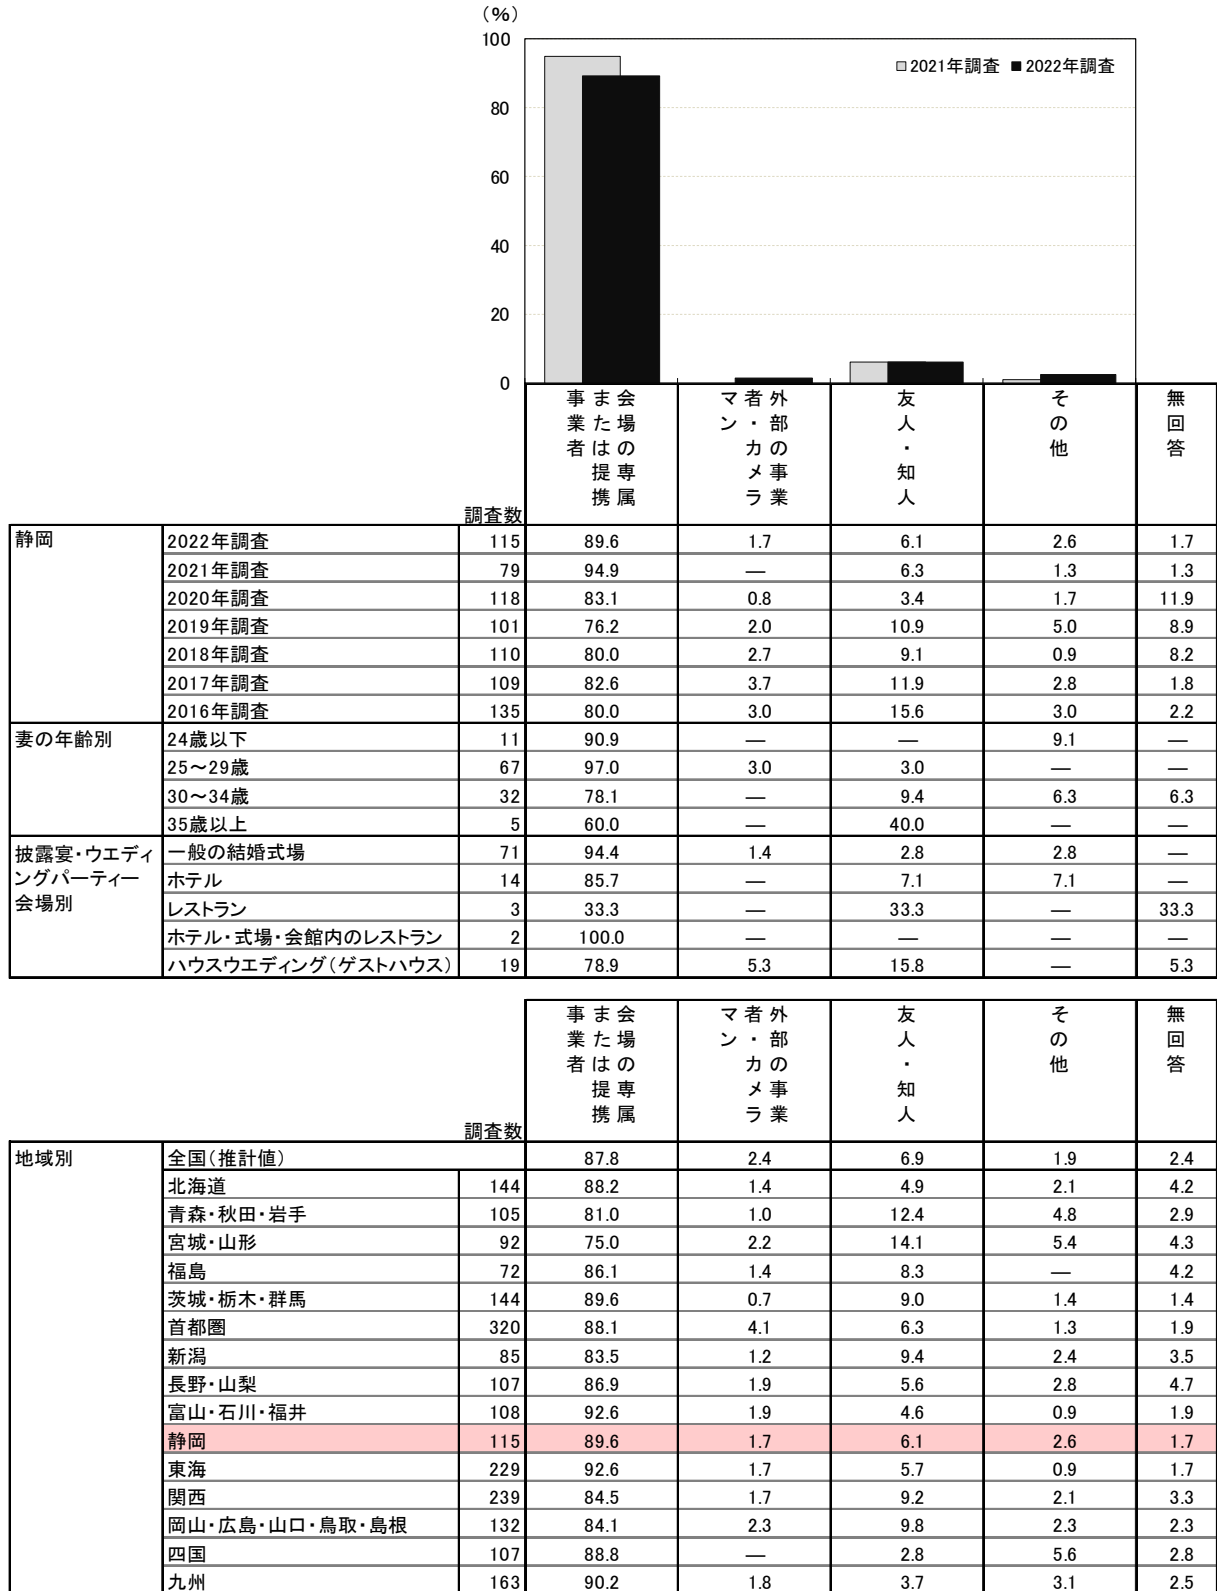 (%)
100
□2021年調査 ■2022年調査
80
60
40
20
0
調査数 会場の専属または提携事業者 外部の事業者・カメラマン 友人・知人 その他 無回答
静岡 2022年調査 115 89.6 1.7 6.1 2.6 1.7
2021年調査 79 94.9 — 6.3 1.3 1.3
2020年調査 118 83.1 0.8 3.4 1.7 11.9
2019年調査 101 76.2 2.0 10.9 5.0 8.9
2018年調査 110 80.0 2.7 9.1 0.9 8.2
2017年調査 109 82.6 3.7 11.9 2.8 1.8
2016年調査 135 80.0 3.0 15.6 3.0 2.2
妻の年齢別 24歳以下 11 90.9 — — 9.1 —
25～29歳 67 97.0 3.0 3.0 — —
30～34歳 32 78.1 — 9.4 6.3 6.3
35歳以上 5 60.0 — 40.0 — —
披露宴・ウエディングパーティー会場別 一般の結婚式場 71 94.4 1.4 2.8 2.8 —
ホテル 14 85.7 — 7.1 7.1 —
レストラン 3 33.3 — 33.3 — 33.3
ホテル・式場・会館内のレストラン 2 100.0 — — — —
ハウスウエディング(ゲストハウス) 19 78.9 5.3 15.8 — 5.3
調査数 会場の専属または提携事業者 外部の事業者・カメラマン 友人・知人 その他 無回答
地域別 全国(推計値) 87.8 2.4 6.9 1.9 2.4
北海道 144 88.2 1.4 4.9 2.1 4.2
青森・秋田・岩手 105 81.0 1.0 12.4 4.8 2.9
宮城・山形 92 75.0 2.2 14.1 5.4 4.3
福島 72 86.1 1.4 8.3 — 4.2
茨城・栃木・群馬 144 89.6 0.7 9.0 1.4 1.4
首都圏 320 88.1 4.1 6.3 1.3 1.9
新潟 85 83.5 1.2 9.4 2.4 3.5
長野・山梨 107 86.9 1.9 5.6 2.8 4.7
富山・石川・福井 108 92.6 1.9 4.6 0.9 1.9
静岡 115 89.6 1.7 6.1 2.6 1.7
東海 229 92.6 1.7 5.7 0.9 1.7
関西 239 84.5 1.7 9.2 2.1 3.3
岡山・広島・山口・鳥取・島根 132 84.1 2.3 9.8 2.3 2.3
四国 107 88.8 — 2.8 5.6 2.8
九州 163 90.2 1.8 3.7 3.1 2.5